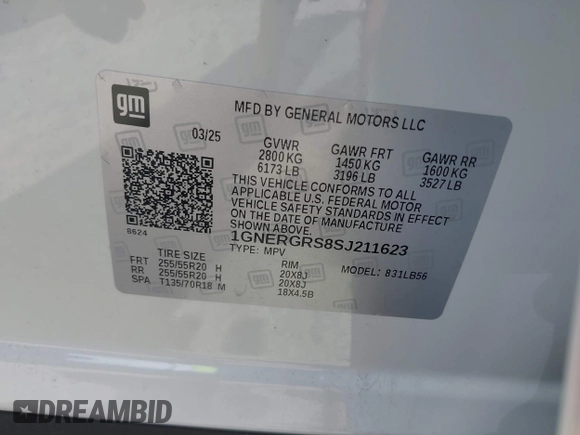 gm
MFD BY GENERAL MOTORS LLC
03/25
GVWR GAWR FRT GAWR RR
2800 KG 1450 KG 1600 KG
6173 LB 3196 LB 3527 LB
THIS VEHICLE CONFORMS TO ALL
APPLICABLE U.S. FEDERAL MOTOR
VEHICLE SAFETY STANDARDS IN EFFECT
ON THE DATE OF MANUFACTURE
SHOWN ABOVE.
8624
1GNERGRS8SJ211623
TYPE: MPV
TIRE SIZE RIM MODEL: 831LB56
FRT 255/55R20 H 20X8J
RR 255/55R20 H 20X8J
SPA T135/70R18 M 18X4.5B
DREAMBID